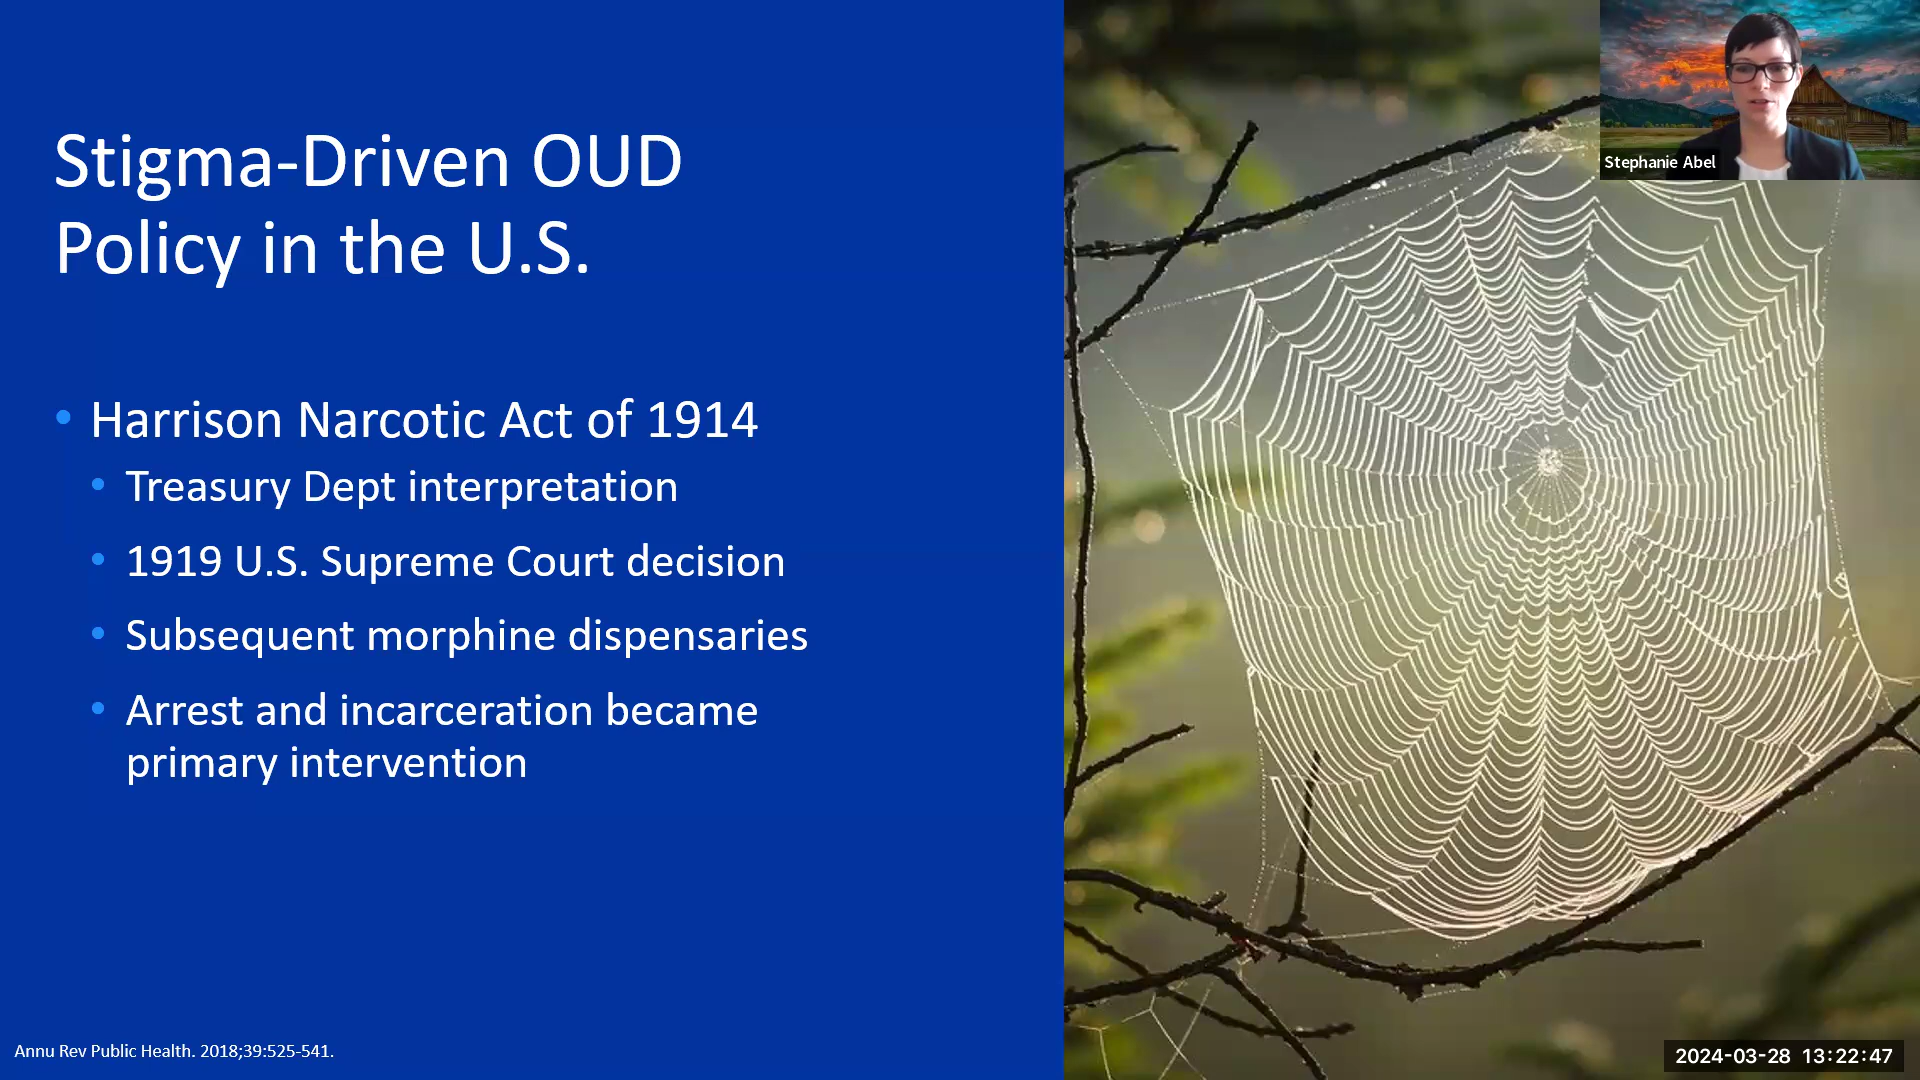 Stigma-Driven OUD
Policy in the U.S.
• Harrison Narcotic Act of 1914
• Treasury Dept interpretation
• 1919 U.S. Supreme Court decision
• Subsequent morphine dispensaries
• Arrest and incarceration became
primary intervention
Annu Rev Public Health. 2018;39:525-541.
Stephanie Abel
2024-03-28 13:22:47